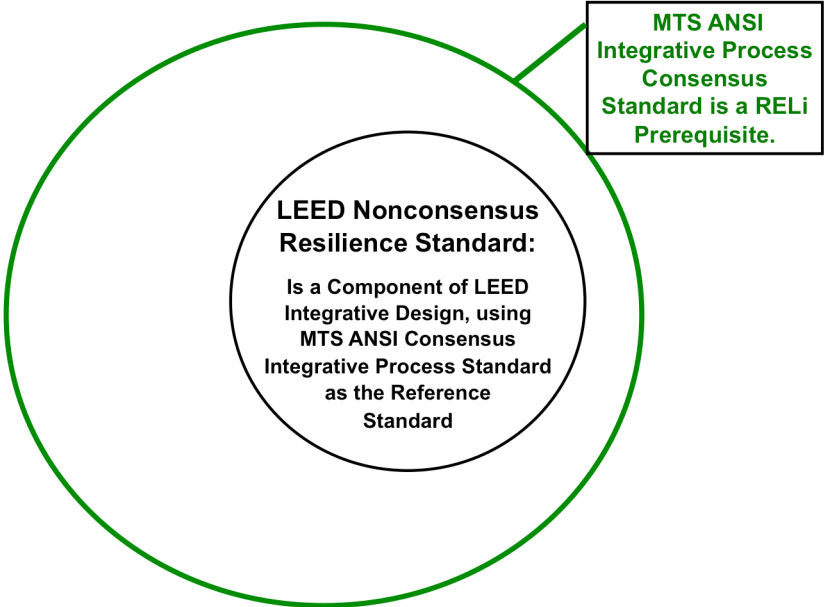 MTS ANSI
Integrative Process
Consensus
Standard is a RELi
Prerequisite.
LEED Nonconsensus
Resilience Standard:
Is a Component of LEED
Integrative Design, using
MTS ANSI Consensus
Integrative Process Standard
as the Reference
Standard